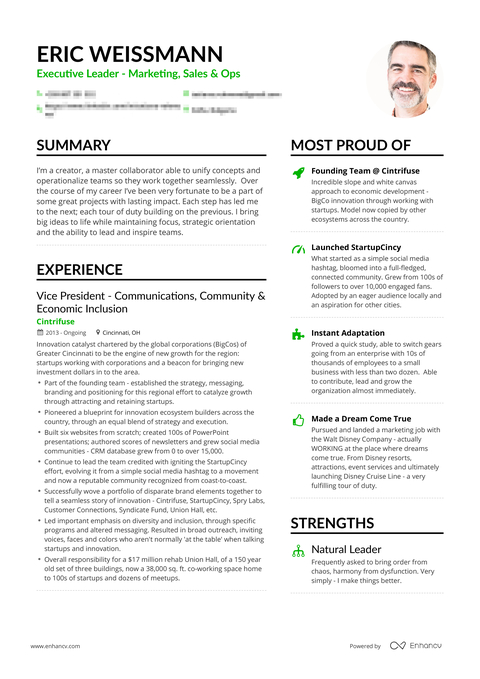 ERIC WEISSMANN
Executive Leader - Marketing, Sales & Ops
SUMMARY
I'm a creator, a master collaborator able to unify concepts and
operationalize teams so they work together seamlessly. Over
the course of my career I've been very fortunate to be a part of
some great projects with lasting impact. Each step has led me
to the next; each tour of duty building on the previous. I bring
big ideas to life while maintaining focus, strategic orientation
and the ability to lead and inspire teams.
EXPERIENCE
Vice President - Communications, Community &
Economic Inclusion
Cintrifuse
2013 - Ongoing Cincinnati, OH
Innovation catalyst chartered by the global corporations (BigCos) of
Greater Cincinnati to be the engine of new growth for the region:
startups working with corporations and a beacon for bringing new
investment dollars in to the area.
• Part of the founding team - established the strategy, messaging,
branding and positioning for this regional effort to catalyze growth
through attracting and retaining startups.
• Pioneered a blueprint for innovation ecosystem builders across the
country, through an equal blend of strategy and execution.
• Built six websites from scratch; created 100s of PowerPoint
presentations; authored scores of newsletters and grew social media
communities - CRM database grew from 0 to over 15,000.
• Continue to lead the team credited with igniting the StartupCincy
effort, evolving it from a simple social media hashtag to a movement
and now a reputable community recognized from coast-to-coast.
• Successfully wove a portfolio of disparate brand elements together to
tell a seamless story of innovation - Cintrifuse, StartupCincy, Spry Labs,
Customer Connections, Syndicate Fund, Union Hall, etc.
• Led important emphasis on diversity and inclusion, through specific
programs and altered messaging. Resulted in broad outreach, inviting
voices, faces and colors who aren't normally 'at the table' when talking
startups and innovation.
• Overall responsibility for a $17 million rehab Union Hall, of a 150 year
old set of three buildings, now a 38,000 sq. ft. co-working space home
to 100s of startups and dozens of meetups.
MOST PROUD OF
Founding Team @ Cintrifuse
Incredible slope and white canvas
approach to economic development -
BigCo innovation through working with
startups. Model now copied by other
ecosystems across the country.
Launched StartupCincy
What started as a simple social media
hashtag, bloomed into a full-fledged,
connected community. Grew from 100s of
followers to over 10,000 engaged fans.
Adopted by an eager audience locally and
an aspiration for other cities.
Instant Adaptation
Proved a quick study, able to switch gears
going from an enterprise with 10s of
thousands of employees to a small
business with less than two dozen. Able
to contribute, lead and grow the
organization almost immediately.
Made a Dream Come True
Pursued and landed a marketing job with
the Walt Disney Company - actually
WORKING at the place where dreams
come true. From Disney resorts,
attractions, event services and ultimately
launching Disney Cruise Line - a very
fulfilling tour of duty.
STRENGTHS
Natural Leader
Frequently asked to bring order from
chaos, harmony from dysfunction. Very
simply - I make things better.
www.enhancv.com
Powered by Enhancv